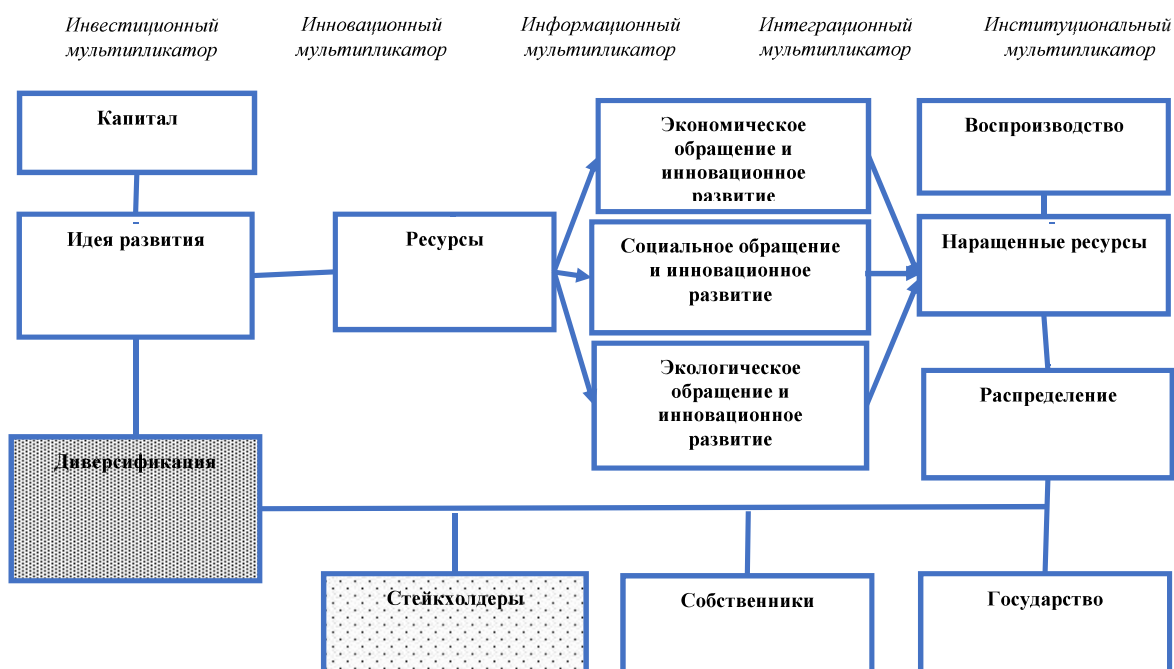 Инвестиционный
мультипликатор
Инновационный
мультипликатор
Информационный
мультипликатор
Интеграционный
мультипликатор
Институциональный
мультипликатор
Капитал
Экономическое
обращение и
инновационное
развитие
Воспроизводство
Идея развития
Ресурсы
Социальное обращение
и инновационное
развитие
Наращенные ресурсы
Экологическое
обращение и
инновационное
развитие
Распределение
Диверсификация
Стейкхолдеры
Собственники
Государство